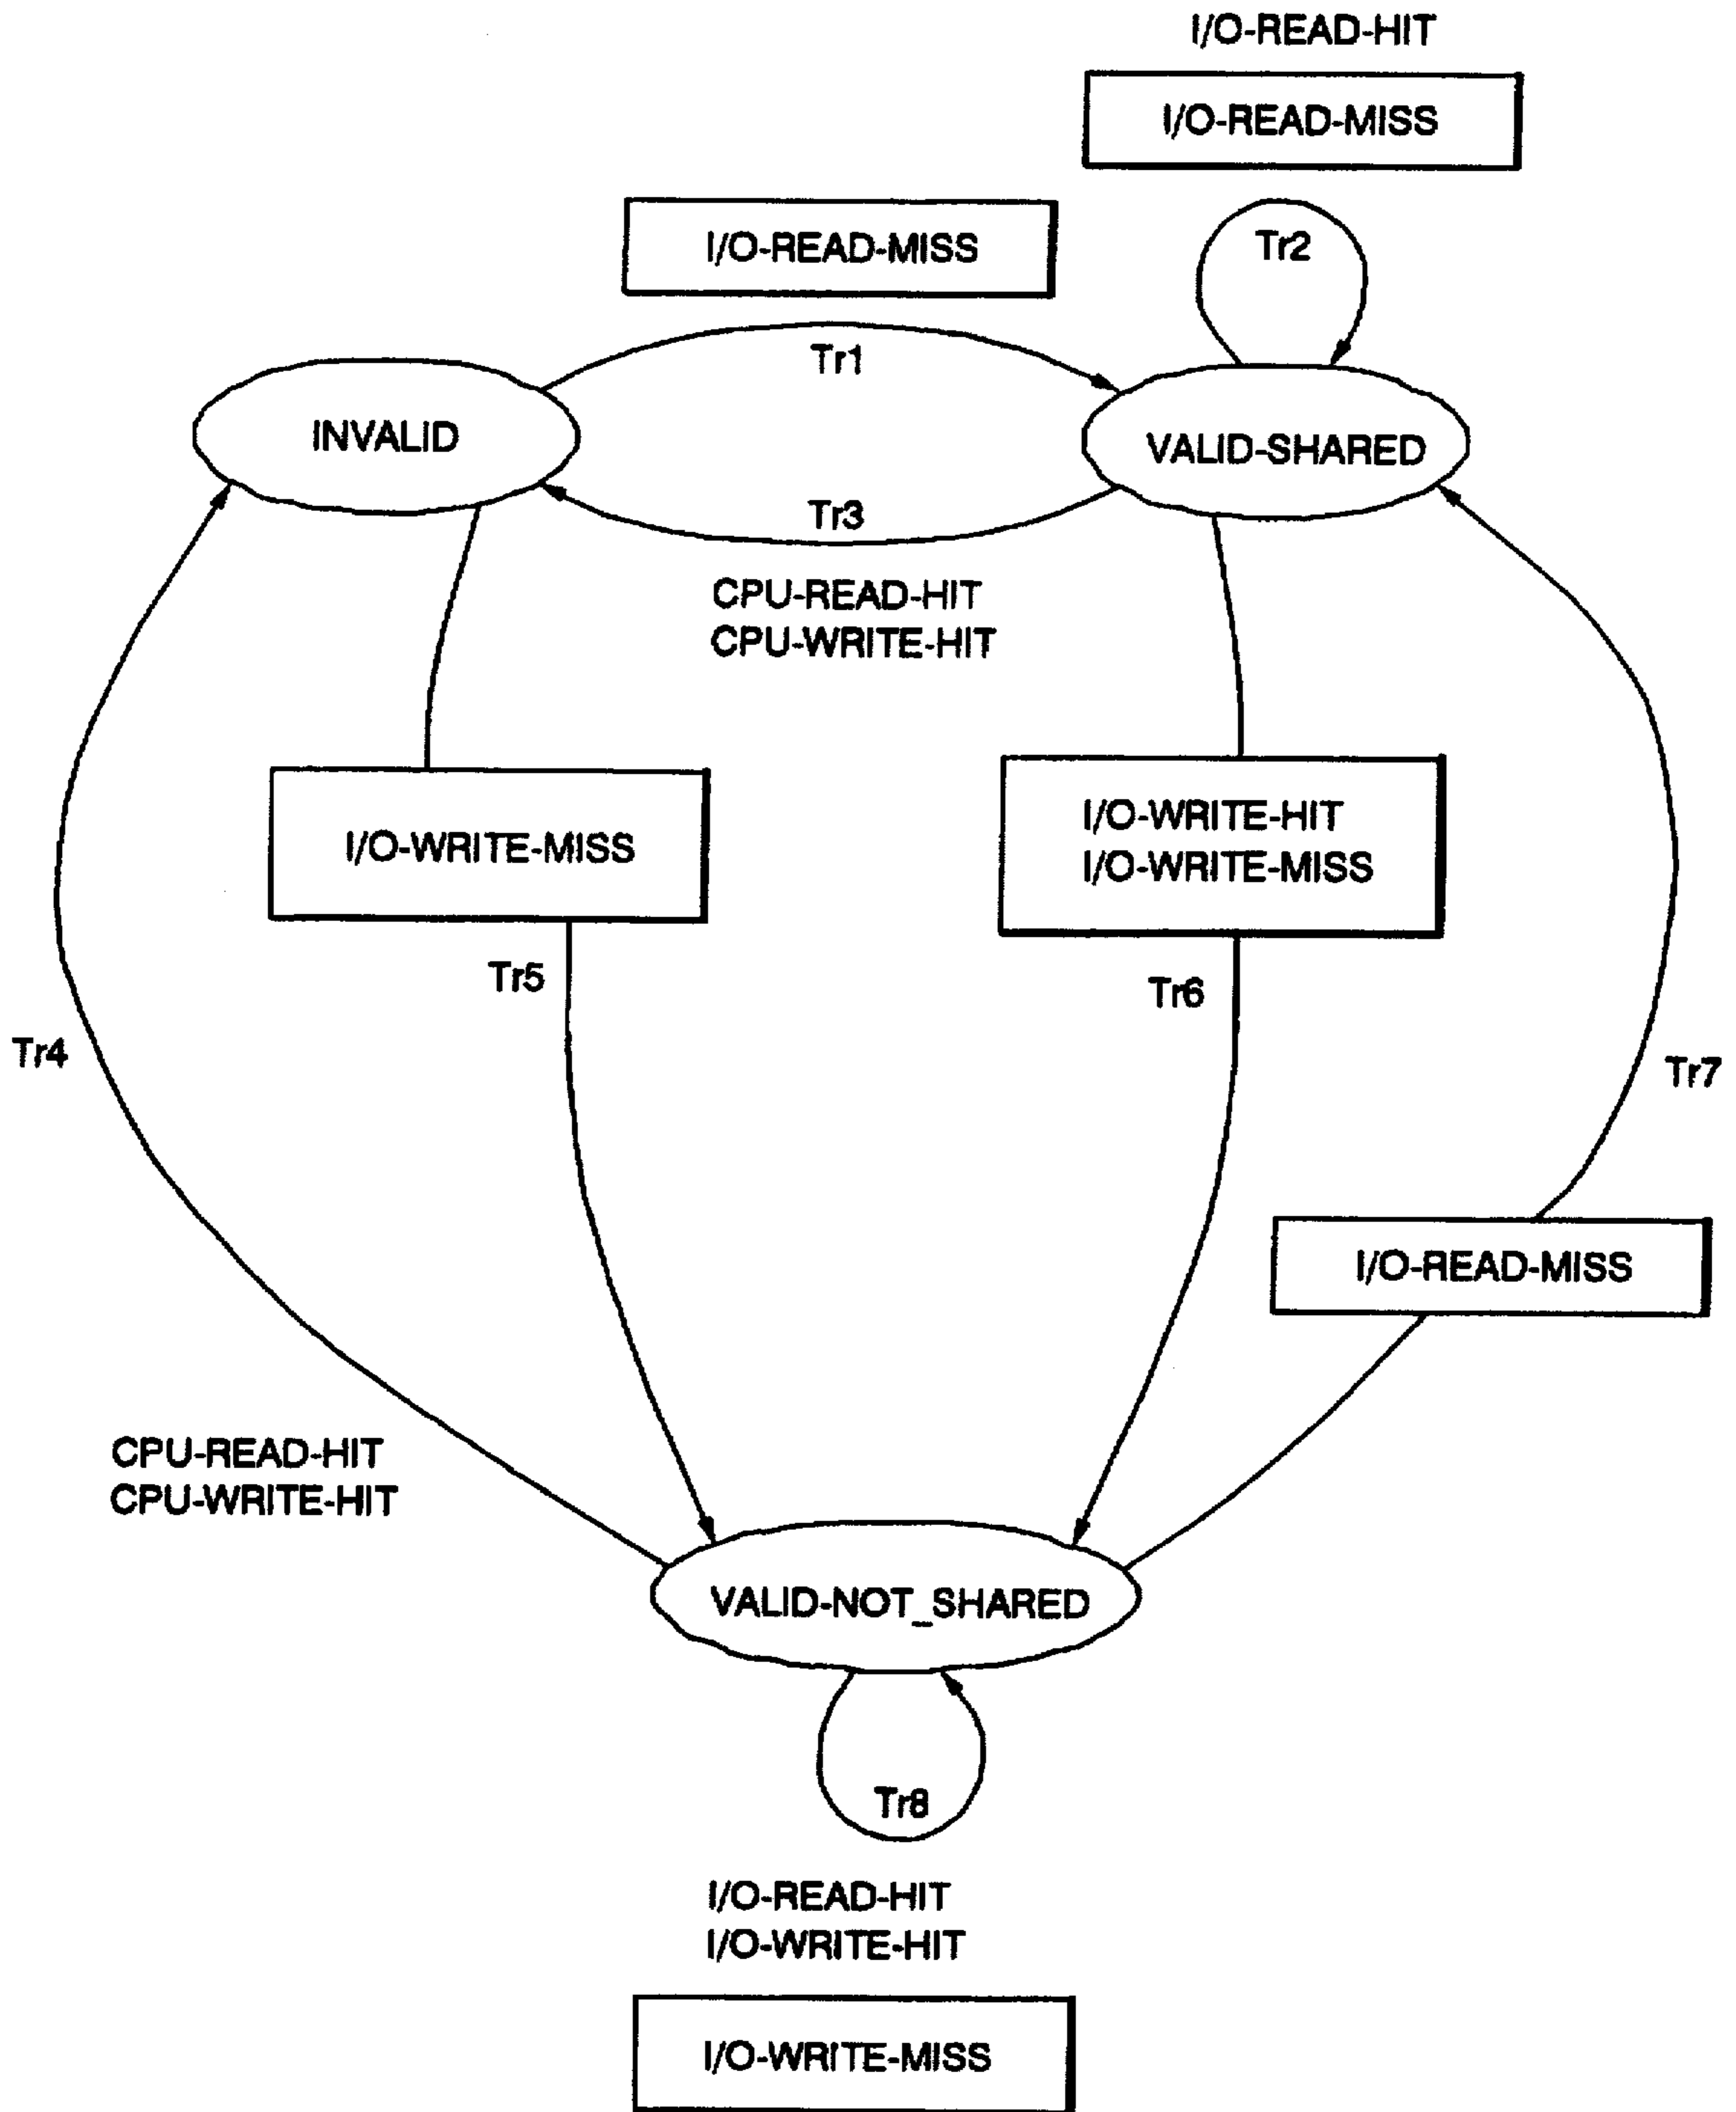 I/O-READ-HIT
I/O-READ-MISS
I/O-READ-MISS
Tr2
Tr1
INVALID
VALID-SHARED
Tr3
CPU-READ-HIT
CPU-WRITE-HIT
I/O-WRITE-MISS
I/O-WRITE-HIT
I/O-WRITE-MISS
Tr5
Tr6
Tr4
Tr7
I/O-READ-MISS
CPU-READ-HIT
CPU-WRITE-HIT
VALID-NOT_SHARED
Tr8
I/O-READ-HIT
I/O-WRITE-HIT
I/O-WRITE-MISS